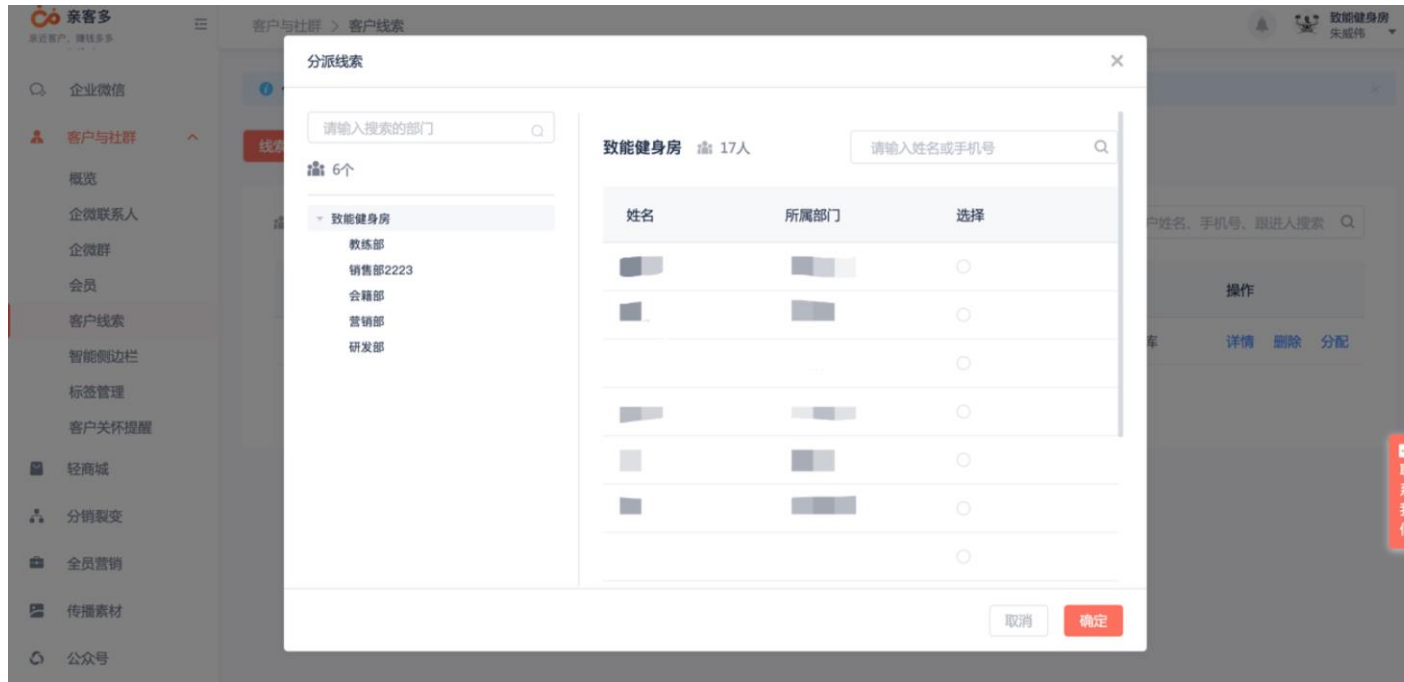 亲客多
亲近客户,赚钱多多
客户与社群 > 客户线索
致能健身房
朱威伟
企业微信
客户与社群
概览
企微联系人
企微群
会员
客户线索
智能侧边栏
标签管理
客户关怀提醒
轻商城
分销裂变
全员营销
传播素材
公众号
线索
分派线索
请输入搜索的部门
6个
致能健身房
教练部
销售部2223
会籍部
营销部
研发部
致能健身房 17人
请输入姓名或手机号
姓名 所属部门 选择
取消 确定
户姓名、手机号、跟进人搜索
操作
库 详情 删除 分配